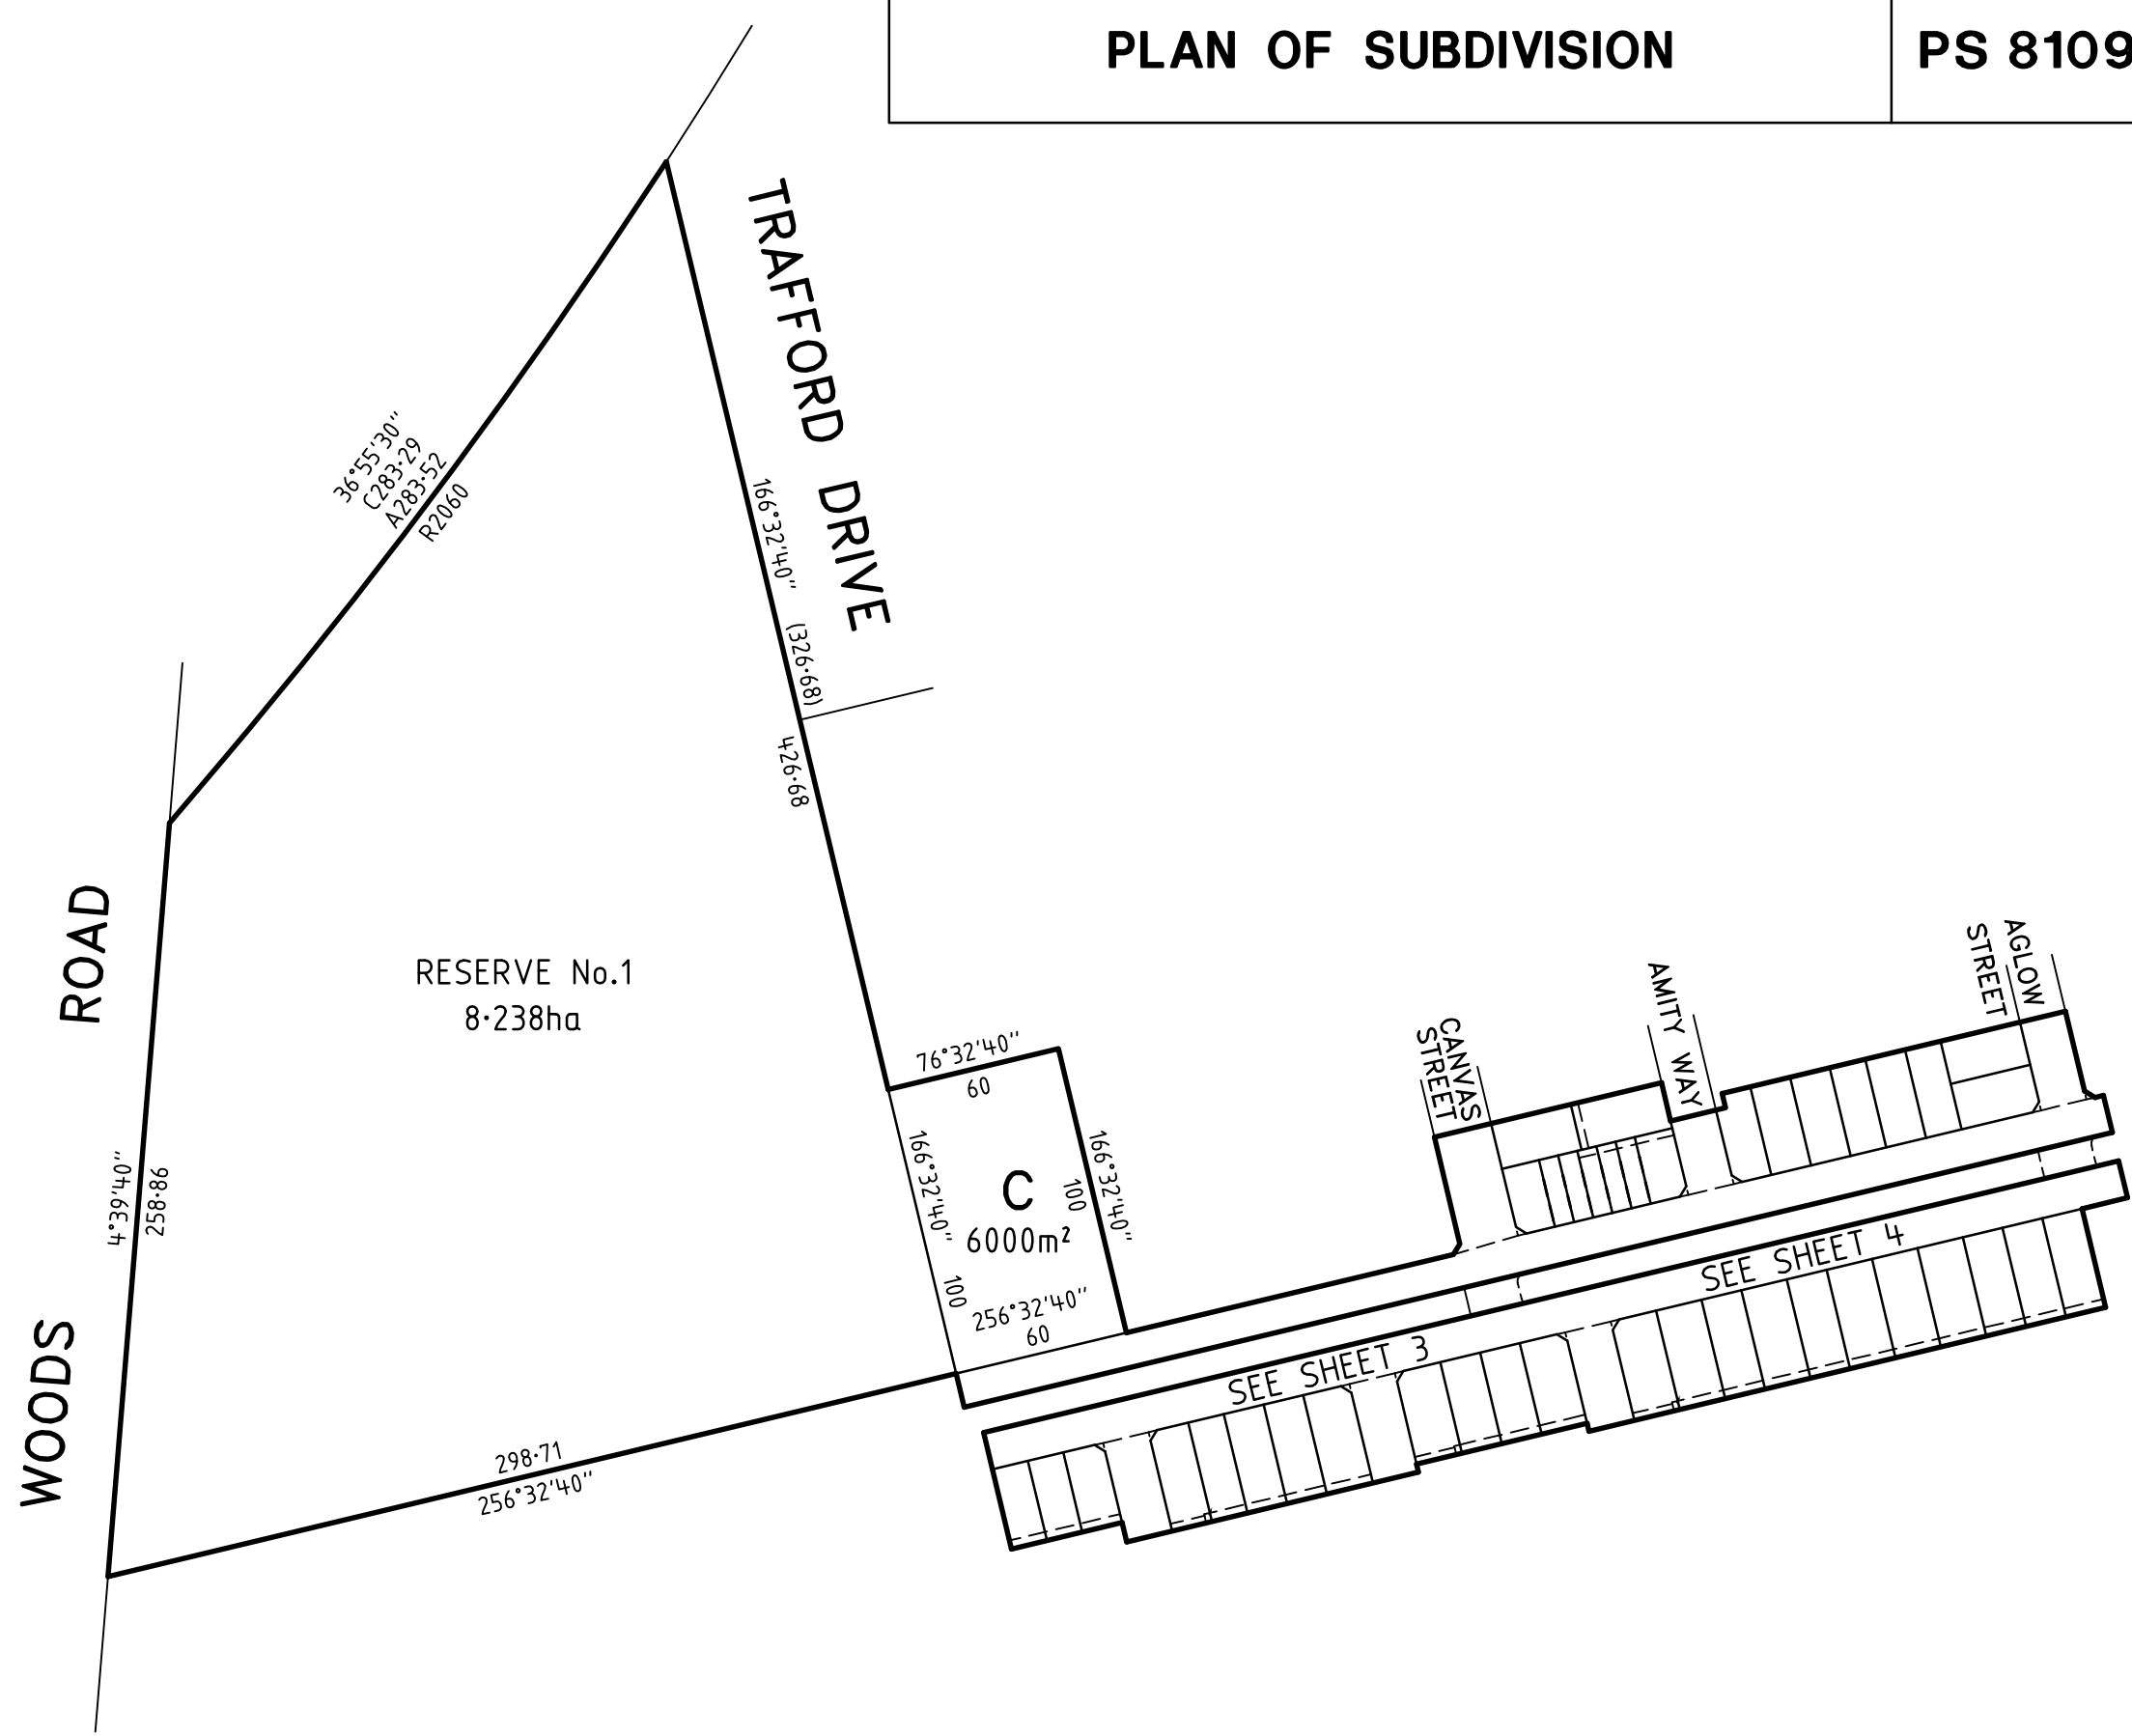 PLAN OF SUBDIVISION
PS 8109
TRAFFORD DRIVE
36°55'30"
C283·29
A283·52
R2060
166°32'40"
(326·68)
426·68
ROAD
WOODS
4°39'40"
258·86
RESERVE No.1
8·238ha
76°32'40"
60
166°32'40"
100
166°32'40"
100
C
6000m²
256°32'40"
60
298·71
256°32'40"
CANVAS
STREET
AMITY WAY
AGLOW
STREET
SEE SHEET 4
SEE SHEET 3